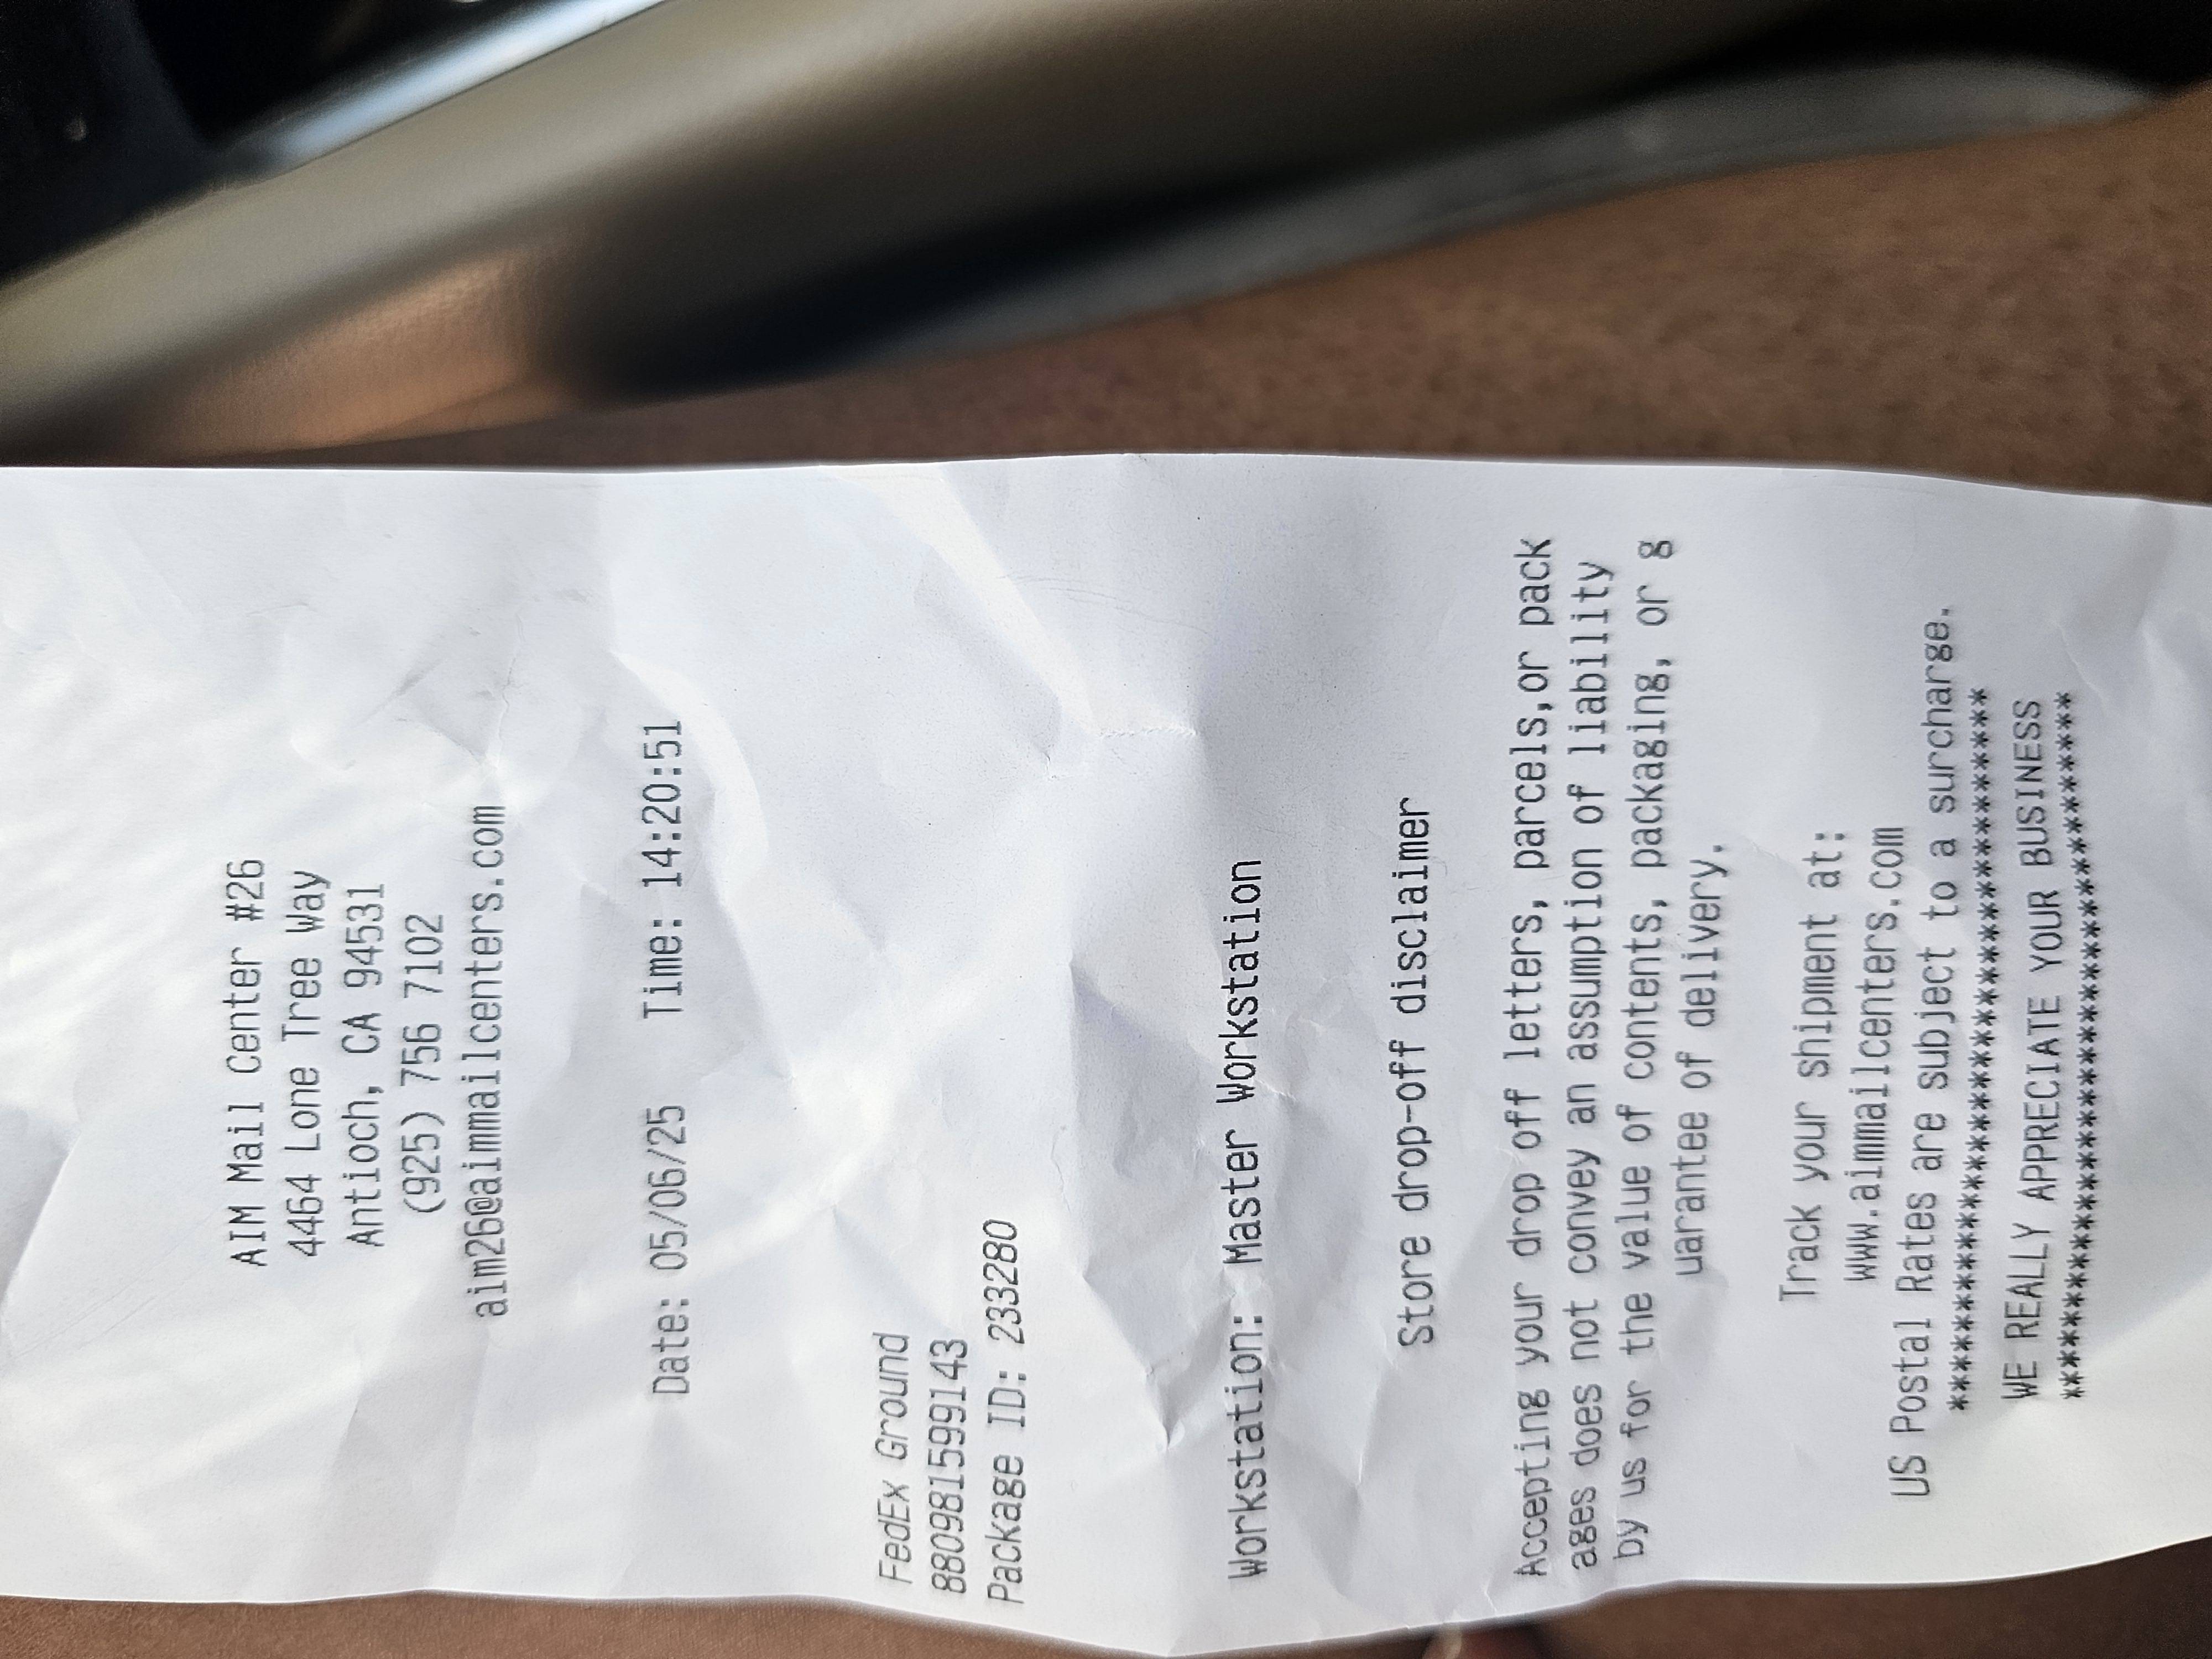 AIM Mail Center #26
4464 Lone Tree Way
Antioch, CA 94531
(925) 756 7102
aim26@aimmailcenters.com
Date: 05/06/25 Time: 14:20:51
FedEx Ground
880981599143
Package ID: 233280
Workstation: Master Workstation
Store drop-off disclaimer
Accepting your drop off letters, parcels,or pack
ages does not convey an assumption of liability
by us for the value of contents, packaging, or g
uarantee of delivery.
Track your shipment at:
www.aimmailcenters.com
US Postal Rates are subject to a surcharge.
****************************************
WE REALLY APPRECIATE YOUR BUSINESS
****************************************